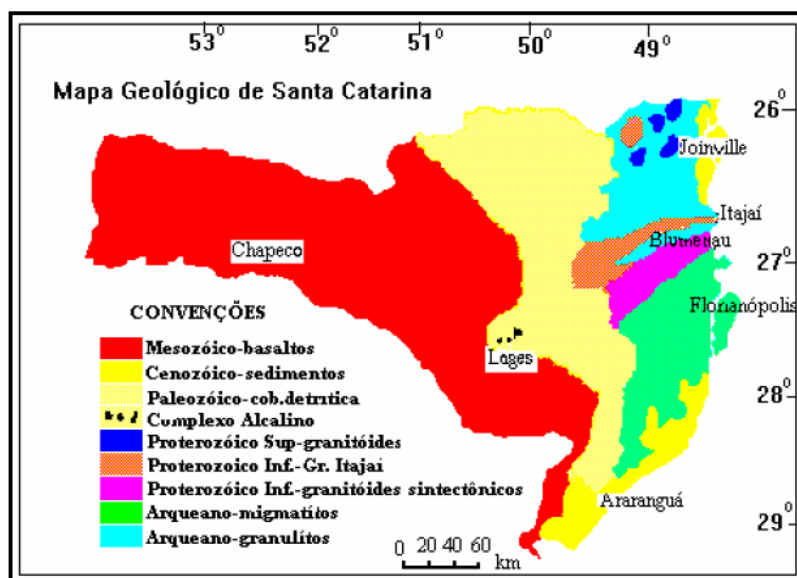 53° 52° 51° 50° 49°
Mapa Geológico de Santa Catarina
26°
Joinville
Itajaí
Blumenau
Chapeco
27°
Florianópolis
CONVENÇÕES
Mesozóico-basaltos
Cenozóico-sedimentos
Lages
Paleozóico-cob.detrítica
28°
Complexo Alcalino
Proterozóico Sup-granitóides
Proterozoico Inf.-Gr. Itajaí
Proterozóico Inf.-granitóides sintectônicos
Araranguá
Arqueano-migmatítos
29°
Arqueano-granulítos
0 20 40 60
km